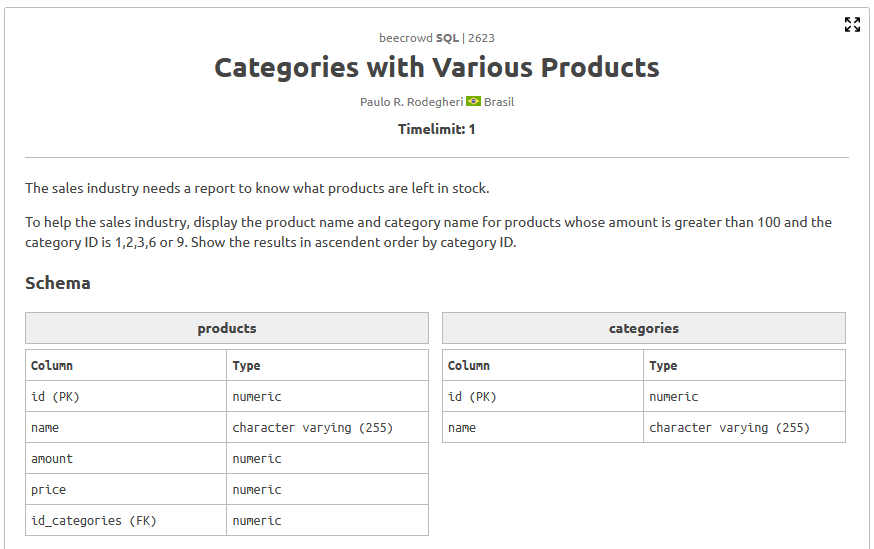 beecrowd SQL | 2623
Categories with Various Products
Paulo R. Rodegheri Brasil
Timelimit: 1
The sales industry needs a report to know what products are left in stock.
To help the sales industry, display the product name and category name for products whose amount is greater than 100 and the
category ID is 1,2,3,6 or 9. Show the results in ascendent order by category ID.
Schema
products
Column Type
id (PK) numeric
name character varying (255)
amount numeric
price numeric
id_categories (FK) numeric
categories
Column Type
id (PK) numeric
name character varying (255)